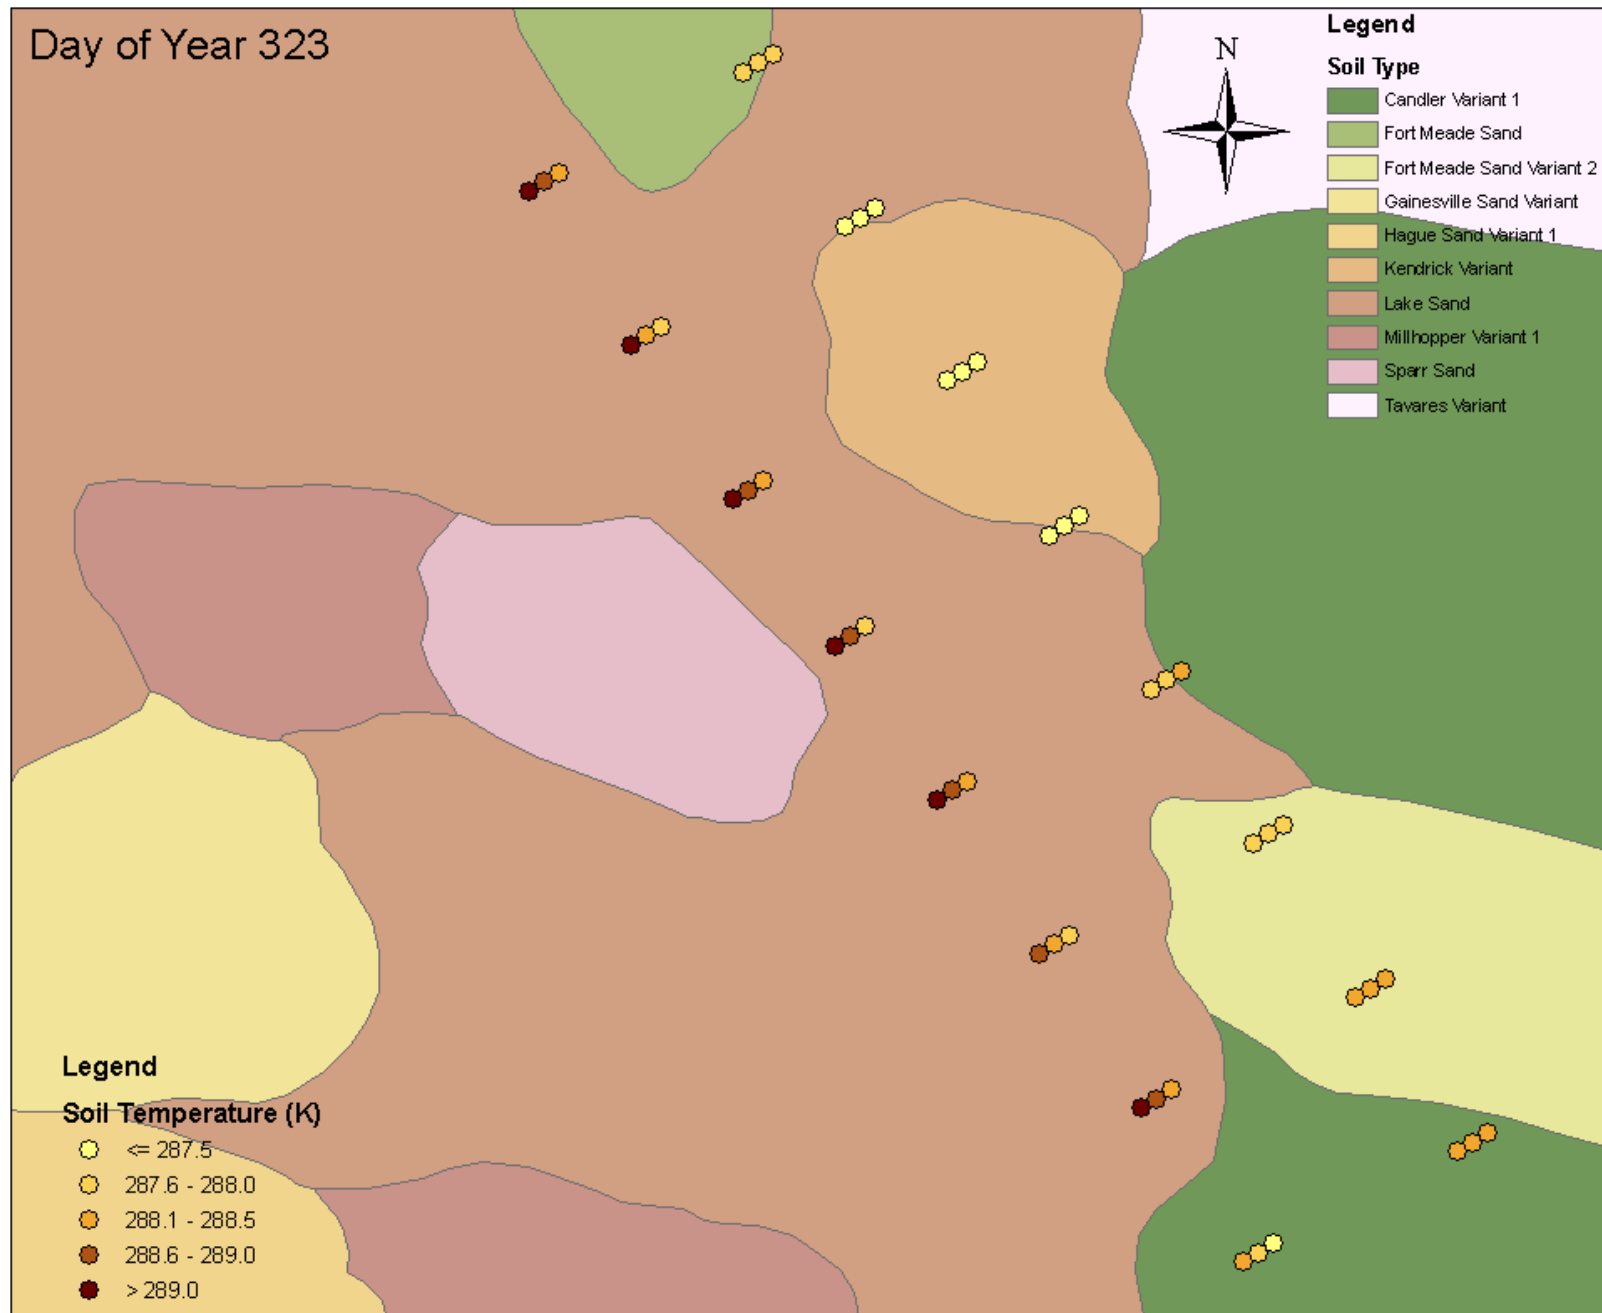 Day of Year 323
N
Legend
Soil Type
Candler Variant 1
Fort Meade Sand
Fort Meade Sand Variant 2
Gainesville Sand Variant
Hague Sand Variant 1
Kendrick Variant
Lake Sand
Millhopper Variant 1
Sparr Sand
Tavares Variant
Legend
Soil Temperature (K)
<= 287.5
287.6 - 288.0
288.1 - 288.5
288.6 - 289.0
> 289.0